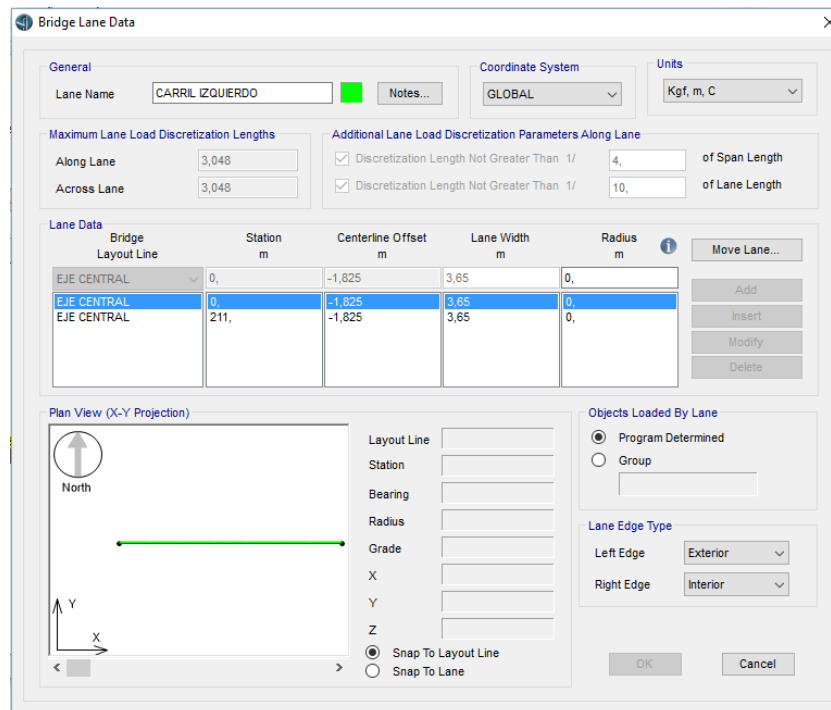 Bridge Lane Data
General
Lane Name CARRIL IZQUIERDO Notes...
Coordinate System
GLOBAL
Units
Kgf, m, C
Maximum Lane Load Discretization Lengths
Along Lane 3,048
Across Lane 3,048
Additional Lane Load Discretization Parameters Along Lane
Discretization Length Not Greater Than 1/ 4, of Span Length
Discretization Length Not Greater Than 1/ 10, of Lane Length
Lane Data
Bridge Station Centerline Offset Lane Width Radius
Layout Line m m m m
EJE CENTRAL 0, -1,825 3,65 0,
EJE CENTRAL 0, -1,825 3,65 0,
EJE CENTRAL 211, -1,825 3,65 0,
Move Lane...
Add
Insert
Modify
Delete
Plan View (X-Y Projection)
North
Y
X
Layout Line
Station
Bearing
Radius
Grade
X
Y
Z
Snap To Layout Line
Snap To Lane
Objects Loaded By Lane
Program Determined
Group
Lane Edge Type
Left Edge Exterior
Right Edge Interior
OK Cancel